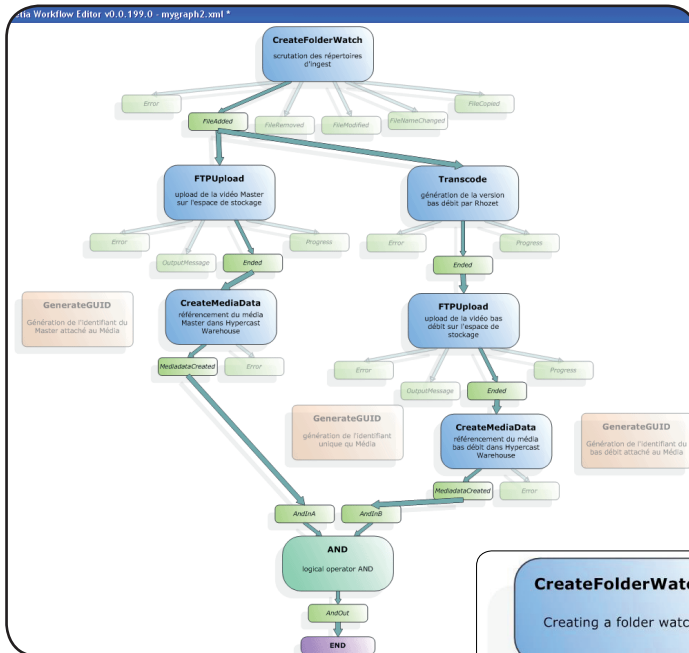 etia Workflow Editor v0.0.199.0 - mygraph2.xml *
CreateFolderWatch
scrutation des répertoires
d'ingest
Error
FileAdded
FileRemoved
FileModified
FileNameChanged
FileCopied
FTPUpload
upload de la vidéo Master
sur l'espace de stockage
Transcode
génération de la version
bas débit par Rhozet
Error
OutputMessage
Ended
Progress
Error
Ended
Progress
GenerateGUID
Génération de l'identifiant du
Master attaché au Média
CreateMediaData
référencement du média
Master dans Hypercast
Warehouse
FTPUpload
upload de la vidéo bas
débit sur l'espace de
stockage
MediadataCreated
Error
Error
OutputMessage
Ended
Progress
GenerateGUID
génération de l'identifiant
unique qu Média
CreateMediaData
référencement du média
bas débit dans Hypercast
Warehouse
GenerateGUID
Génération de l'identifiant du
bas débit attaché au Média
MediadataCreated
Error
AndInA
AndInB
AND
logical operator AND
AndOut
END
CreateFolderWatc
Creating a folder watc